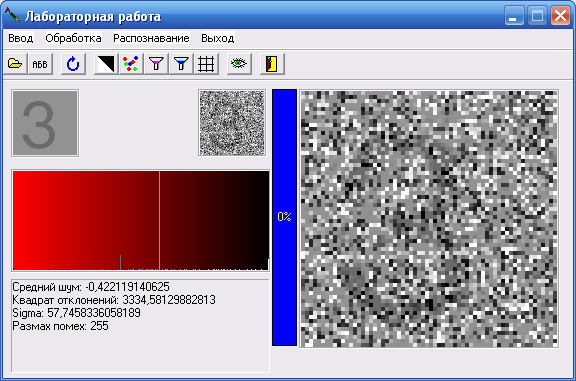 Лабораторная работа
Ввод Обработка Распознавание Выход
АБВ
3
0%
Средний шум: -0,422119140625
Квадрат отклонений: 3334,58129882813
Sigma: 57,7458336058189
Размах помех: 255